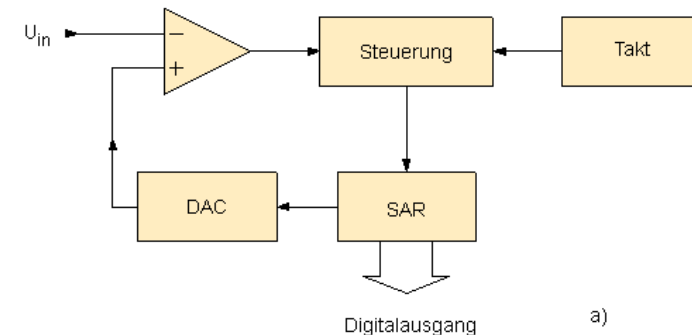 U_in
−
+
Steuerung
Takt
DAC
SAR
Digitalausgang
a)